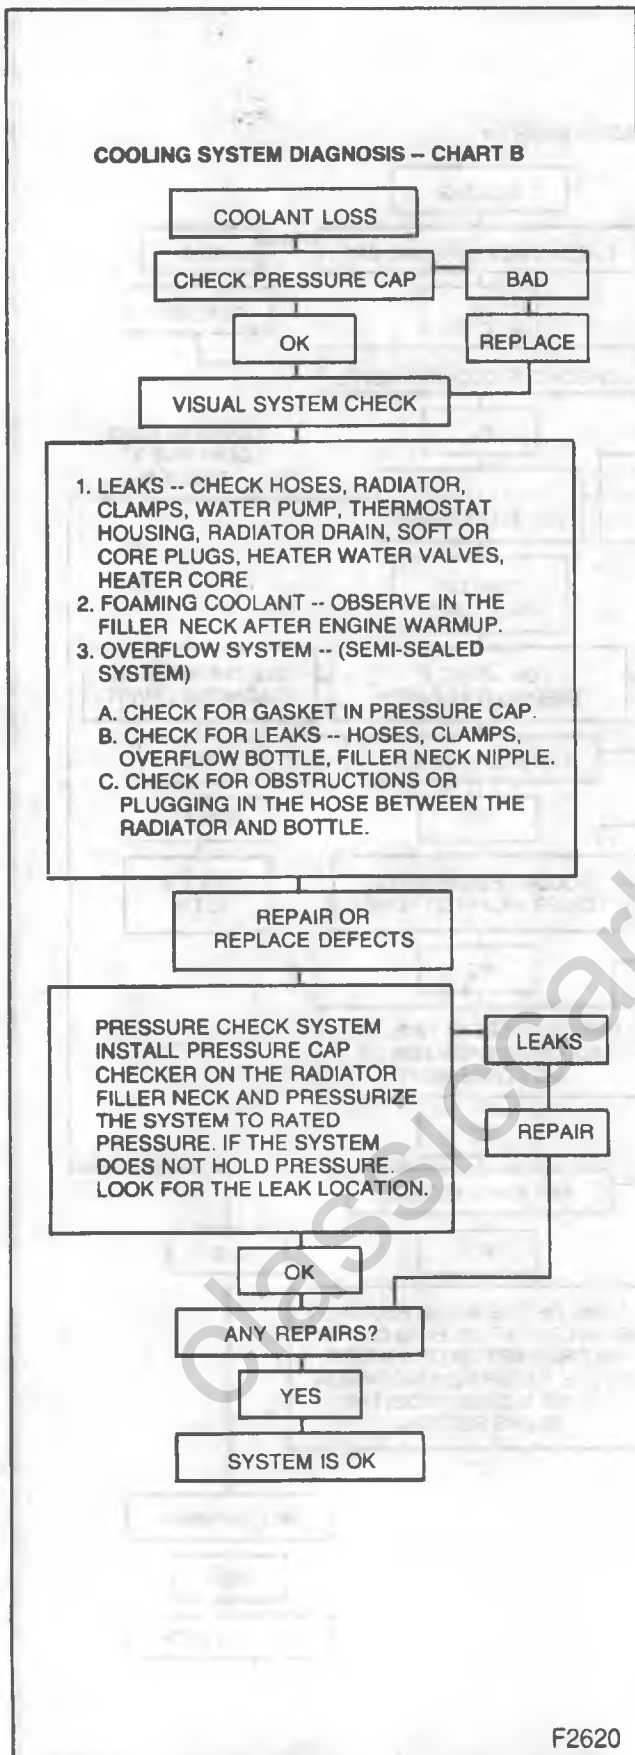 COOLING SYSTEM DIAGNOSIS -- CHART B
COOLANT LOSS
CHECK PRESSURE CAP
BAD
OK
REPLACE
VISUAL SYSTEM CHECK
1. LEAKS -- CHECK HOSES, RADIATOR,
CLAMPS, WATER PUMP, THERMOSTAT
HOUSING, RADIATOR DRAIN, SOFT OR
CORE PLUGS, HEATER WATER VALVES,
HEATER CORE.
2. FOAMING COOLANT -- OBSERVE IN THE
FILLER NECK AFTER ENGINE WARMUP.
3. OVERFLOW SYSTEM -- (SEMI-SEALED
SYSTEM)
A. CHECK FOR GASKET IN PRESSURE CAP.
B. CHECK FOR LEAKS -- HOSES, CLAMPS,
OVERFLOW BOTTLE, FILLER NECK NIPPLE.
C. CHECK FOR OBSTRUCTIONS OR
PLUGGING IN THE HOSE BETWEEN THE
RADIATOR AND BOTTLE.
REPAIR OR
REPLACE DEFECTS
PRESSURE CHECK SYSTEM
INSTALL PRESSURE CAP
CHECKER ON THE RADIATOR
FILLER NECK AND PRESSURIZE
THE SYSTEM TO RATED
PRESSURE. IF THE SYSTEM
DOES NOT HOLD PRESSURE.
LOOK FOR THE LEAK LOCATION.
LEAKS
REPAIR
OK
ANY REPAIRS?
YES
SYSTEM IS OK
F2620
classiccar